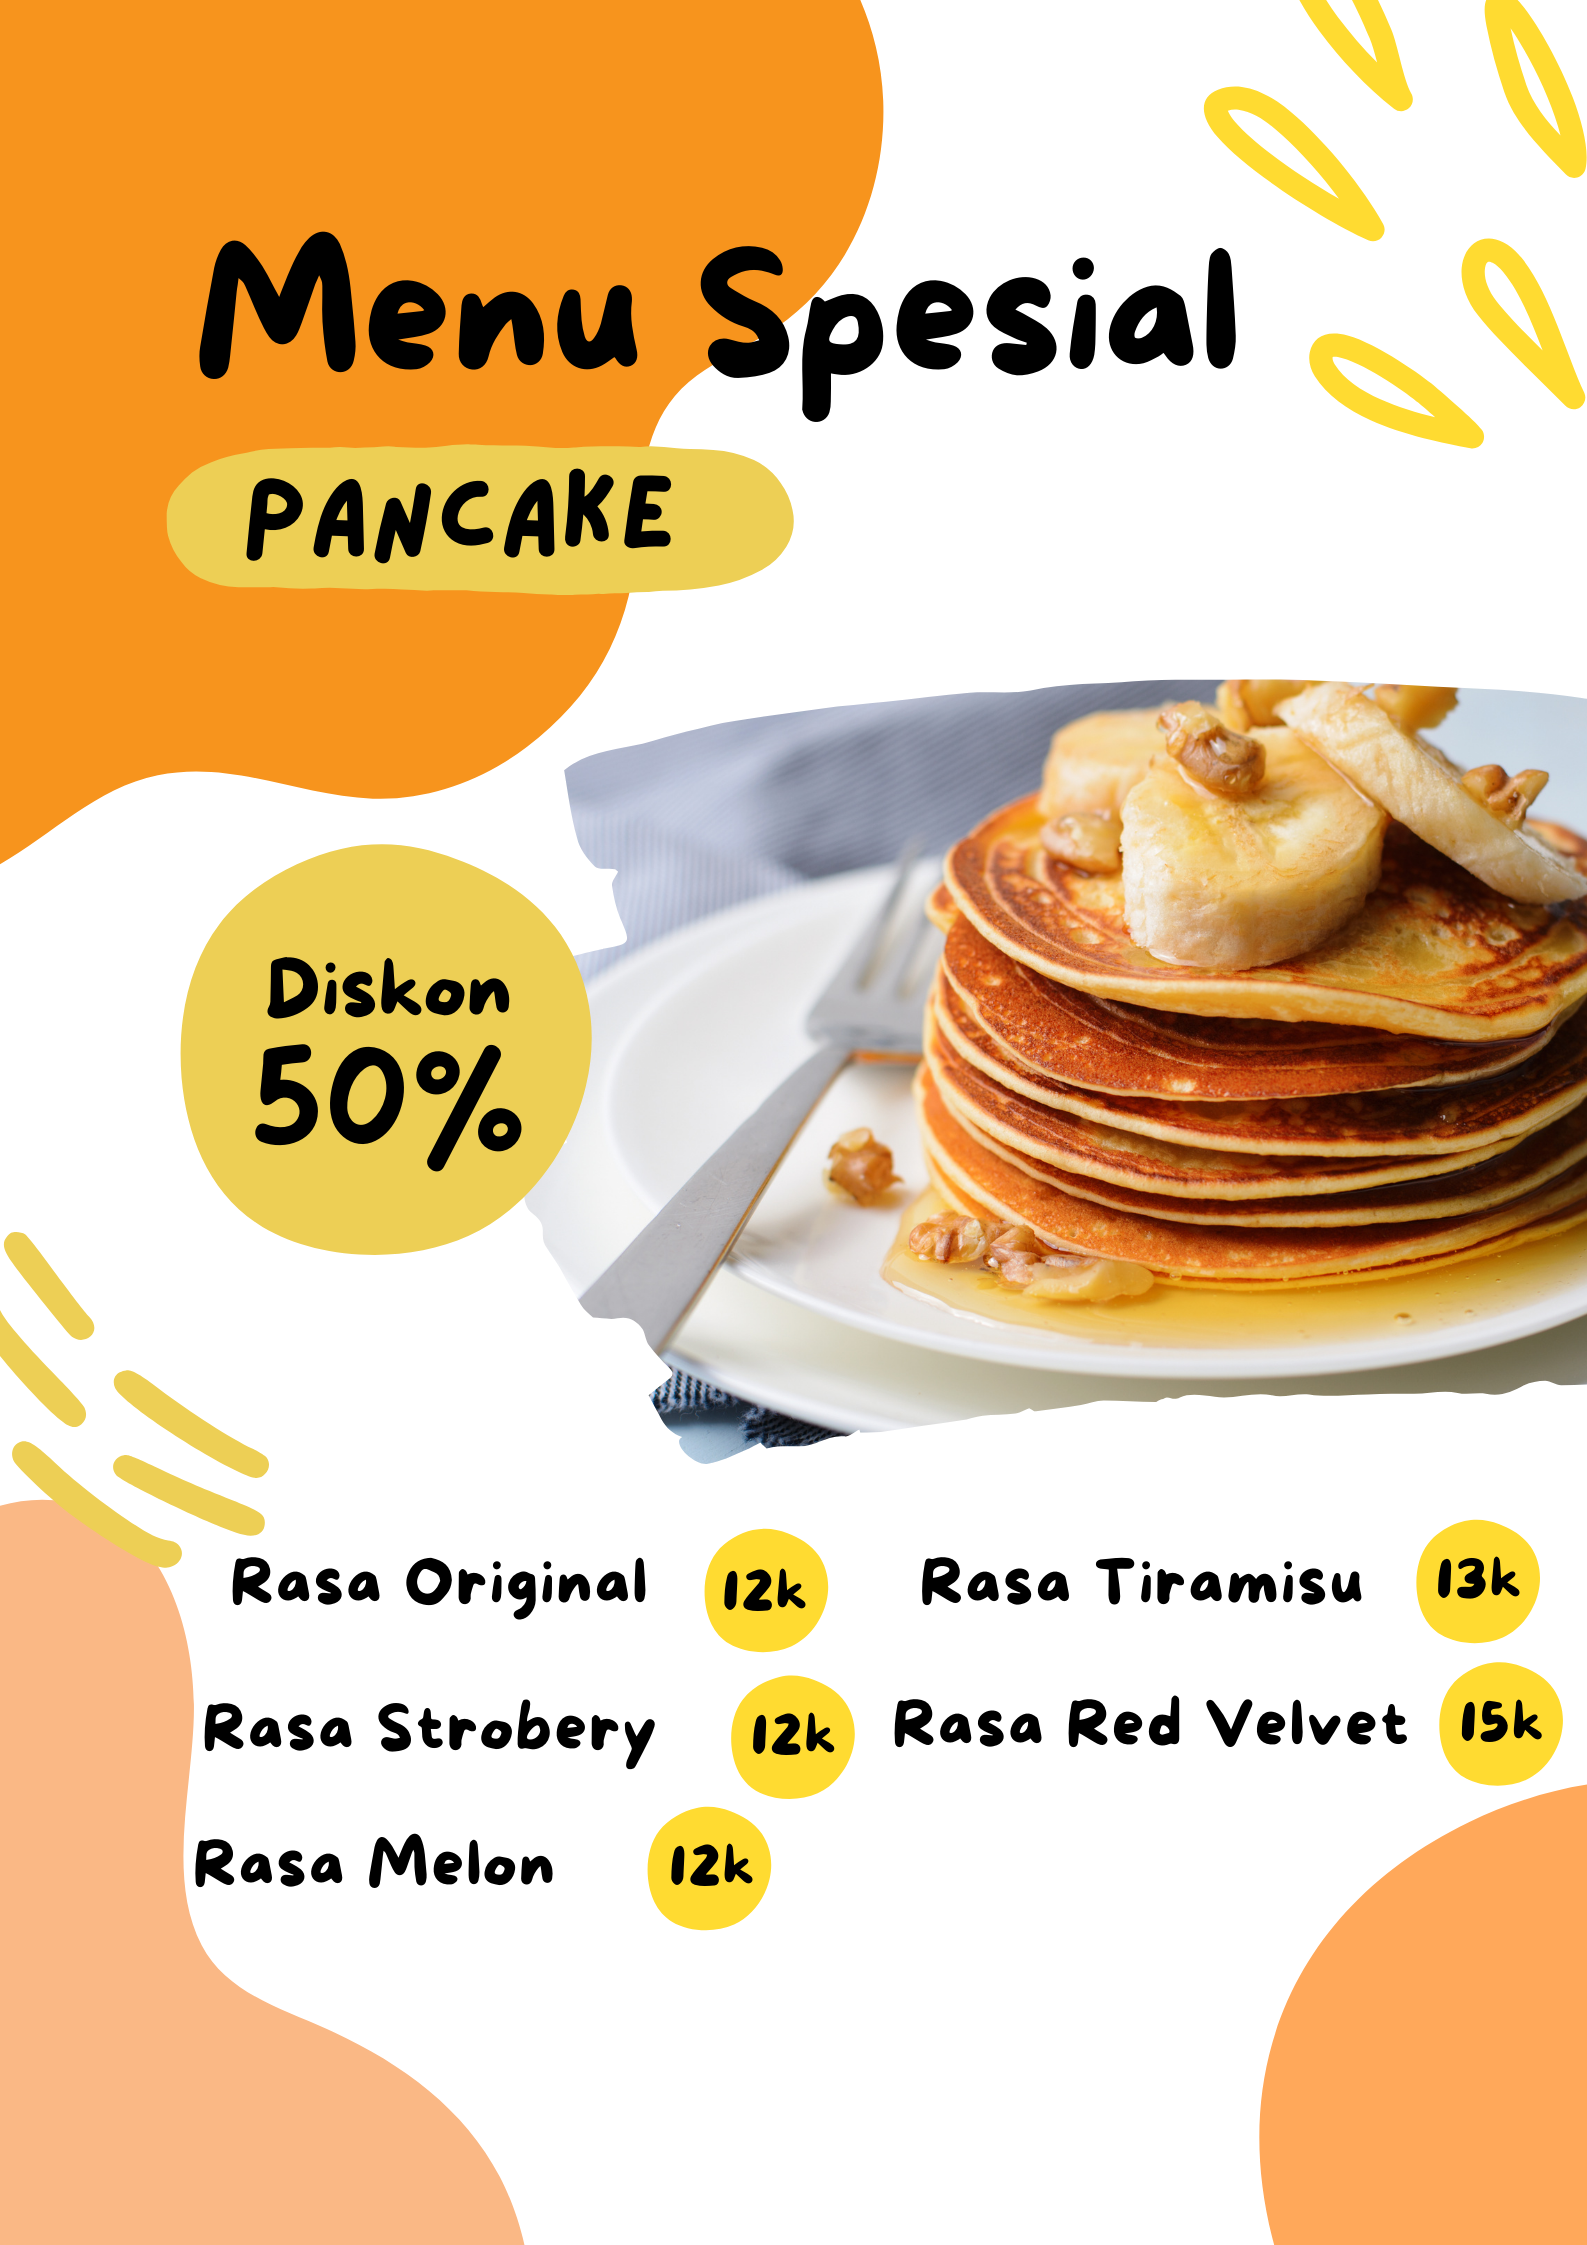 Menu Spesial
PANCAKE
Diskon
50%
Rasa Original 12k
Rasa Strobery 12k
Rasa Melon 12k
Rasa Tiramisu 13k
Rasa Red Velvet 15k